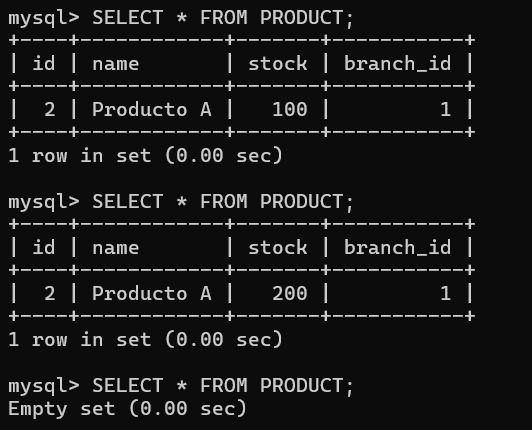 mysql> SELECT * FROM PRODUCT;
+----+------------+-------+-----------+
| id | name       | stock | branch_id |
+----+------------+-------+-----------+
|  2 | Producto A |   100 |         1 |
+----+------------+-------+-----------+
1 row in set (0.00 sec)

mysql> SELECT * FROM PRODUCT;
+----+------------+-------+-----------+
| id | name       | stock | branch_id |
+----+------------+-------+-----------+
|  2 | Producto A |   200 |         1 |
+----+------------+-------+-----------+
1 row in set (0.00 sec)

mysql> SELECT * FROM PRODUCT;
Empty set (0.00 sec)